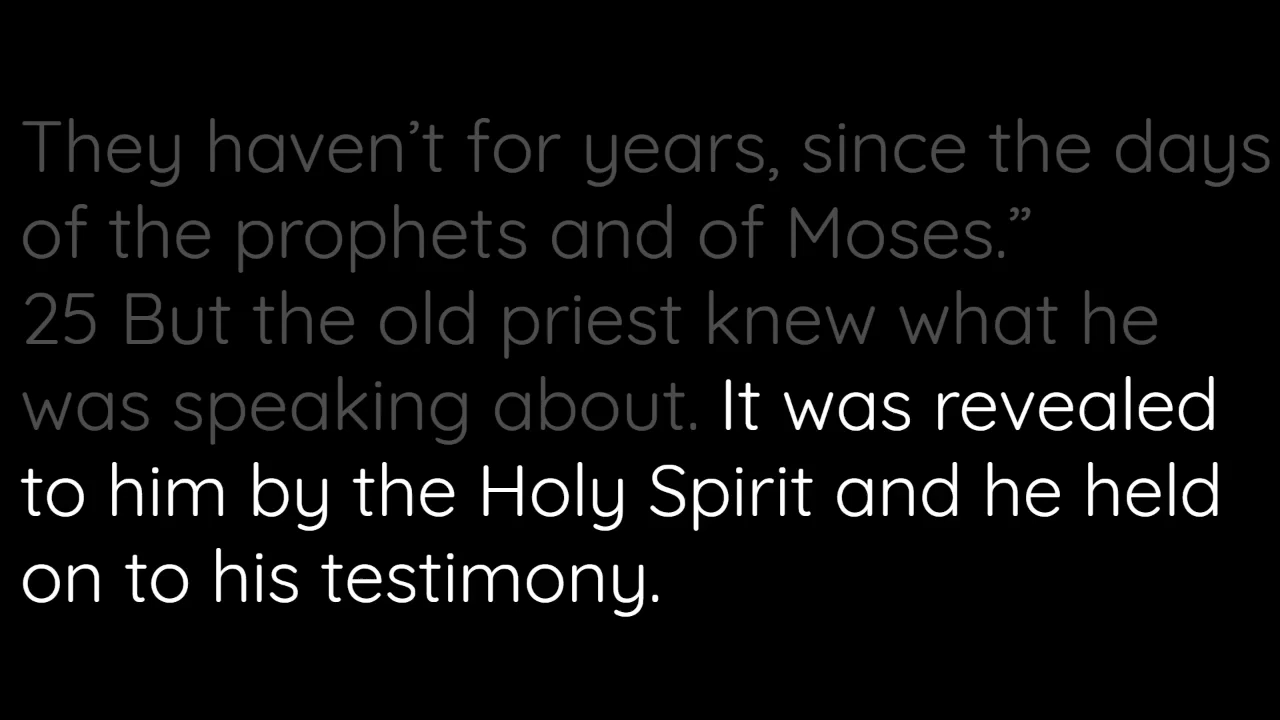 They haven’t for years, since the days
of the prophets and of Moses.”
25 But the old priest knew what he
was speaking about. It was revealed
to him by the Holy Spirit and he held
on to his testimony.